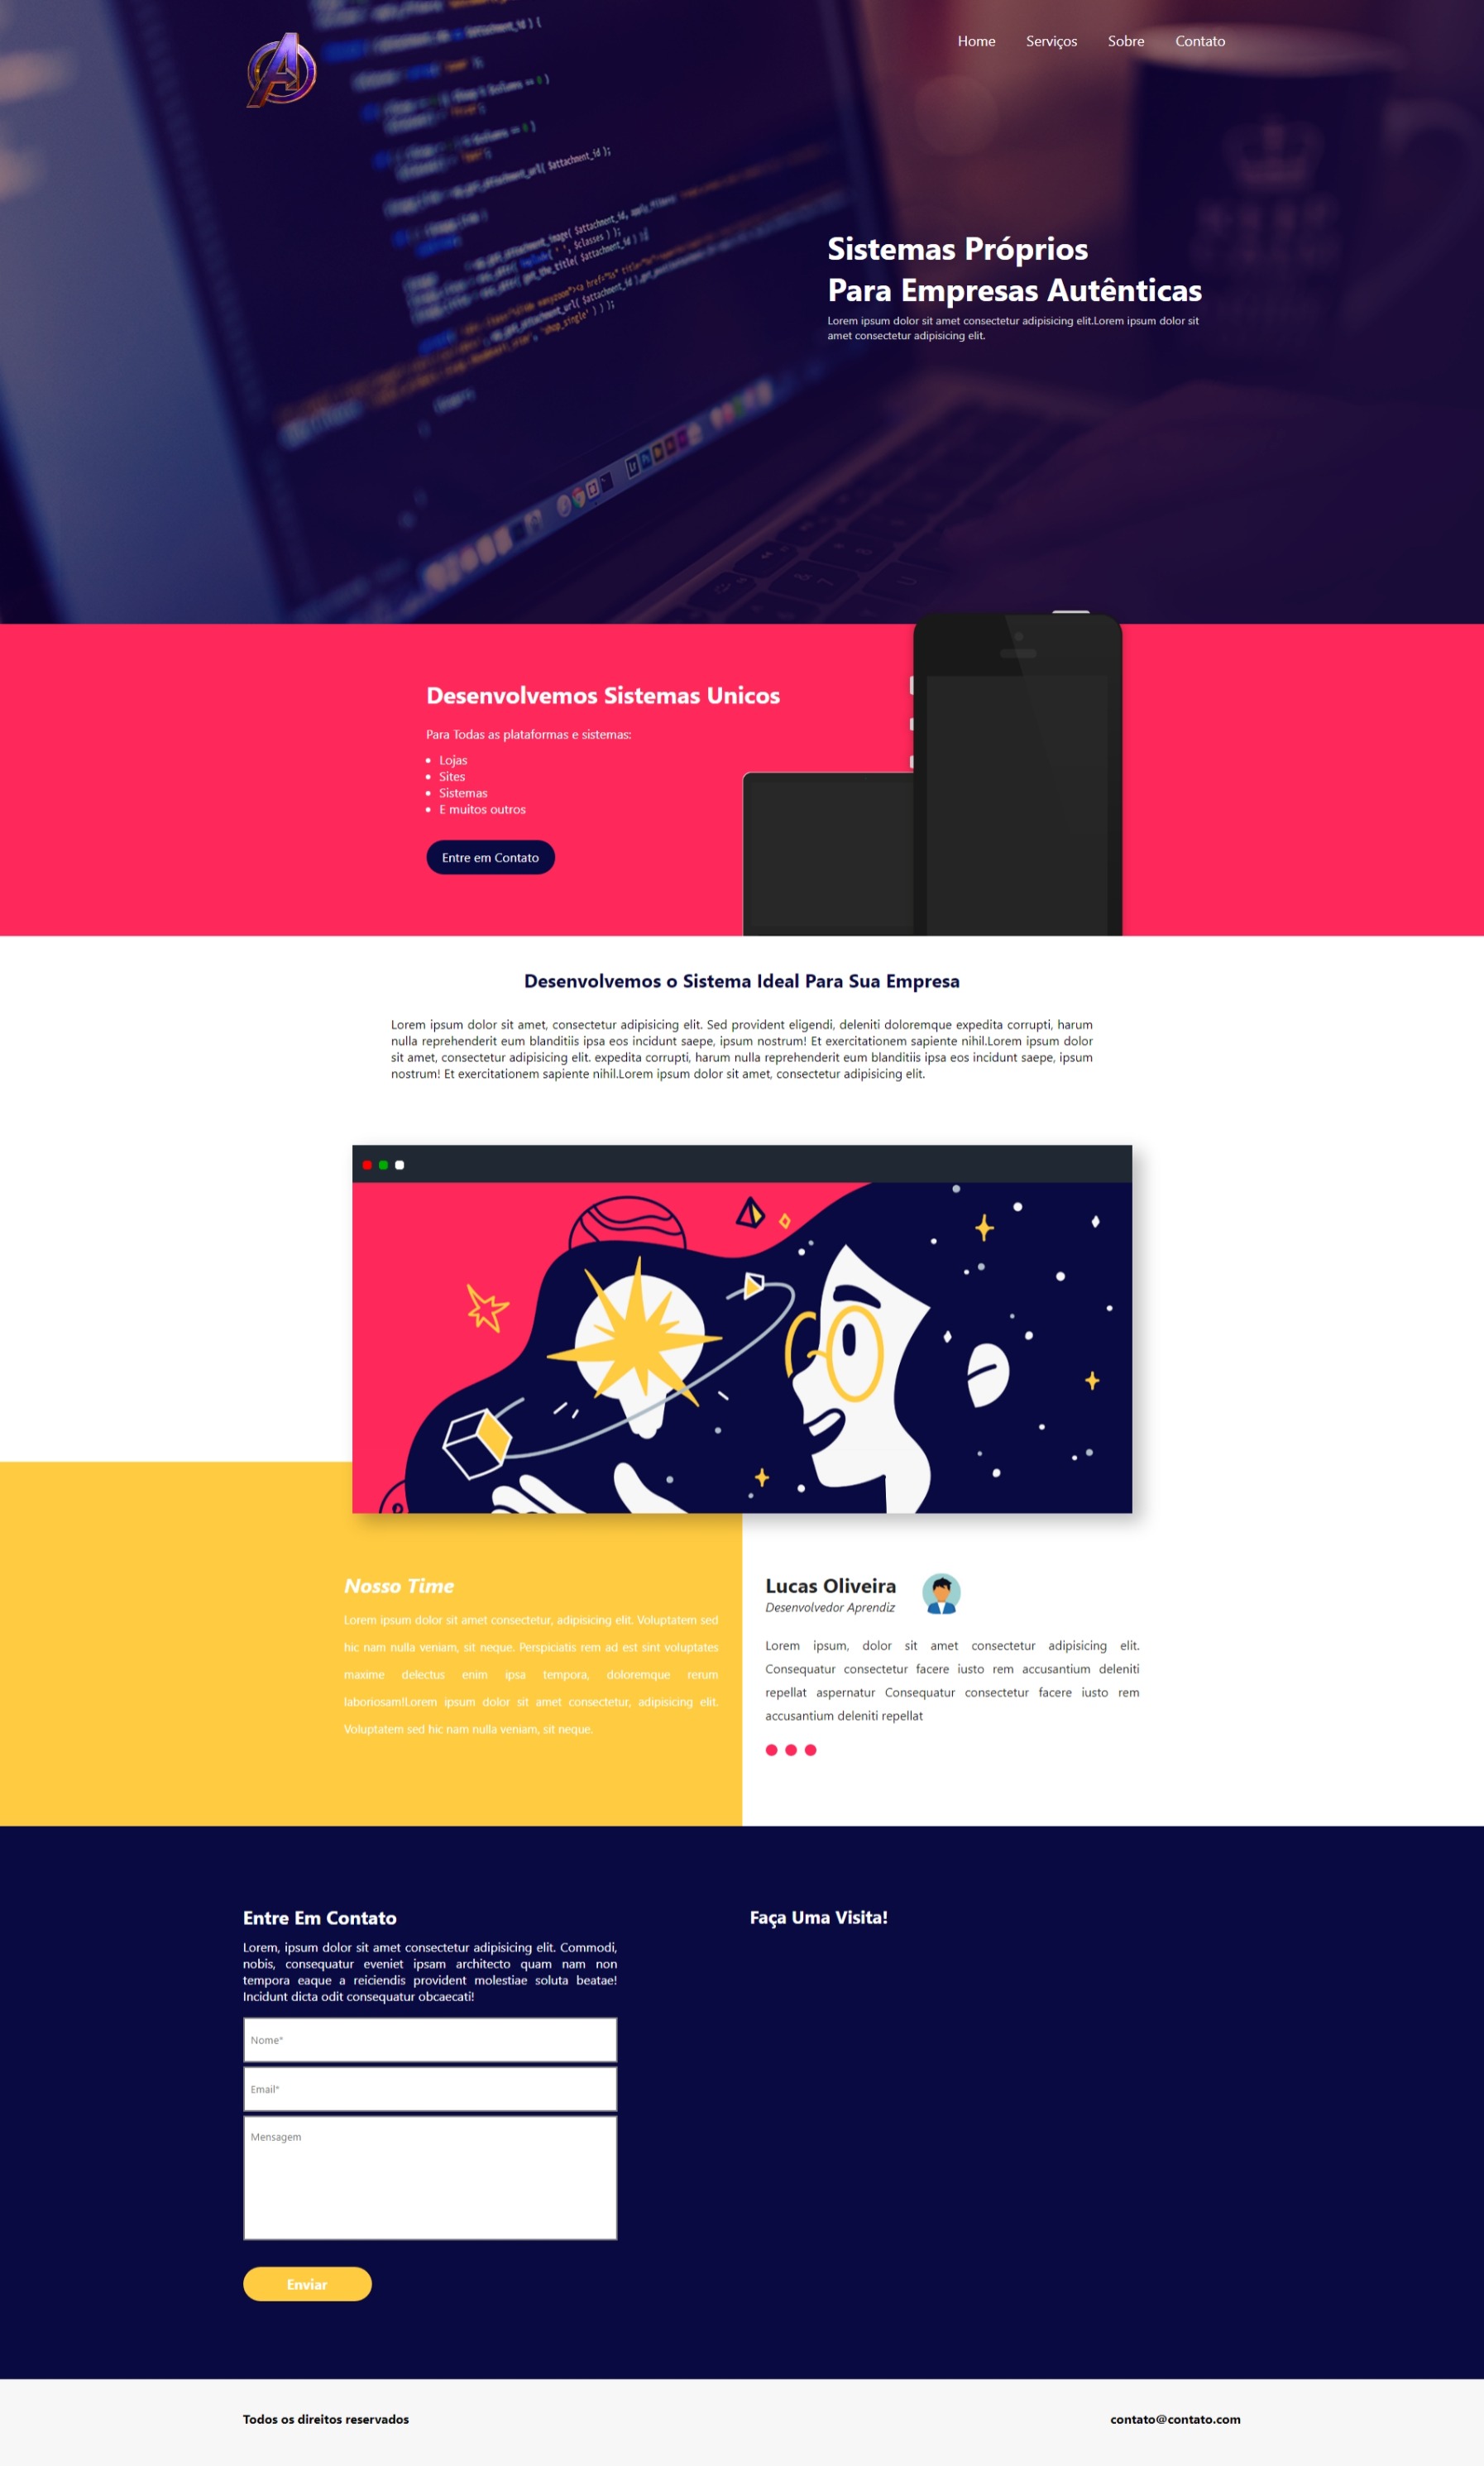 Home Serviços Sobre Contato
$attachment_id ) {
attachment_url( $attachment_id );
Sistemas Próprios
Para Empresas Autênticas
Lorem ipsum dolor sit amet consectetur adipisicing elit.Lorem ipsum dolor sit
amet consectetur adipisicing elit.
Desenvolvemos Sistemas Unicos
Para Todas as plataformas e sistemas:
Lojas
Sites
Sistemas
E muitos outros
Entre em Contato
Desenvolvemos o Sistema Ideal Para Sua Empresa
Lorem ipsum dolor sit amet, consectetur adipisicing elit. Sed provident eligendi, deleniti doloremque expedita corrupti, harum
nulla reprehenderit eum blanditiis ipsa eos incidunt saepe, ipsum nostrum! Et exercitationem sapiente nihil.Lorem ipsum dolor
sit amet, consectetur adipisicing elit. expedita corrupti, harum nulla reprehenderit eum blanditiis ipsa eos incidunt saepe, ipsum
nostrum! Et exercitationem sapiente nihil.Lorem ipsum dolor sit amet, consectetur adipisicing elit.
Nosso Time
Lorem ipsum dolor sit amet consectetur, adipisicing elit. Voluptatem sed
hic nam nulla veniam, sit neque. Perspiciatis rem ad est sint voluptates
maxime delectus enim ipsa tempora, doloremque rerum
laboriosam!Lorem ipsum dolor sit amet consectetur, adipisicing elit.
Voluptatem sed hic nam nulla veniam, sit neque.
Lucas Oliveira
Desenvolvedor Aprendiz
Lorem ipsum, dolor sit amet consectetur adipisicing elit.
Consequatur consectetur facere iusto rem accusantium deleniti
repellat aspernatur Consequatur consectetur facere iusto rem
accusantium deleniti repellat
Entre Em Contato
Lorem, ipsum dolor sit amet consectetur adipisicing elit. Commodi,
nobis, consequatur eveniet ipsam architecto quam nam non
tempora eaque a reiciendis provident molestiae soluta beatae!
Incidunt dicta odit consequatur obcaecati!
Nome*
Email*
Mensagem
Enviar
Faça Uma Visita!
Todos os direitos reservados
contato@contato.com